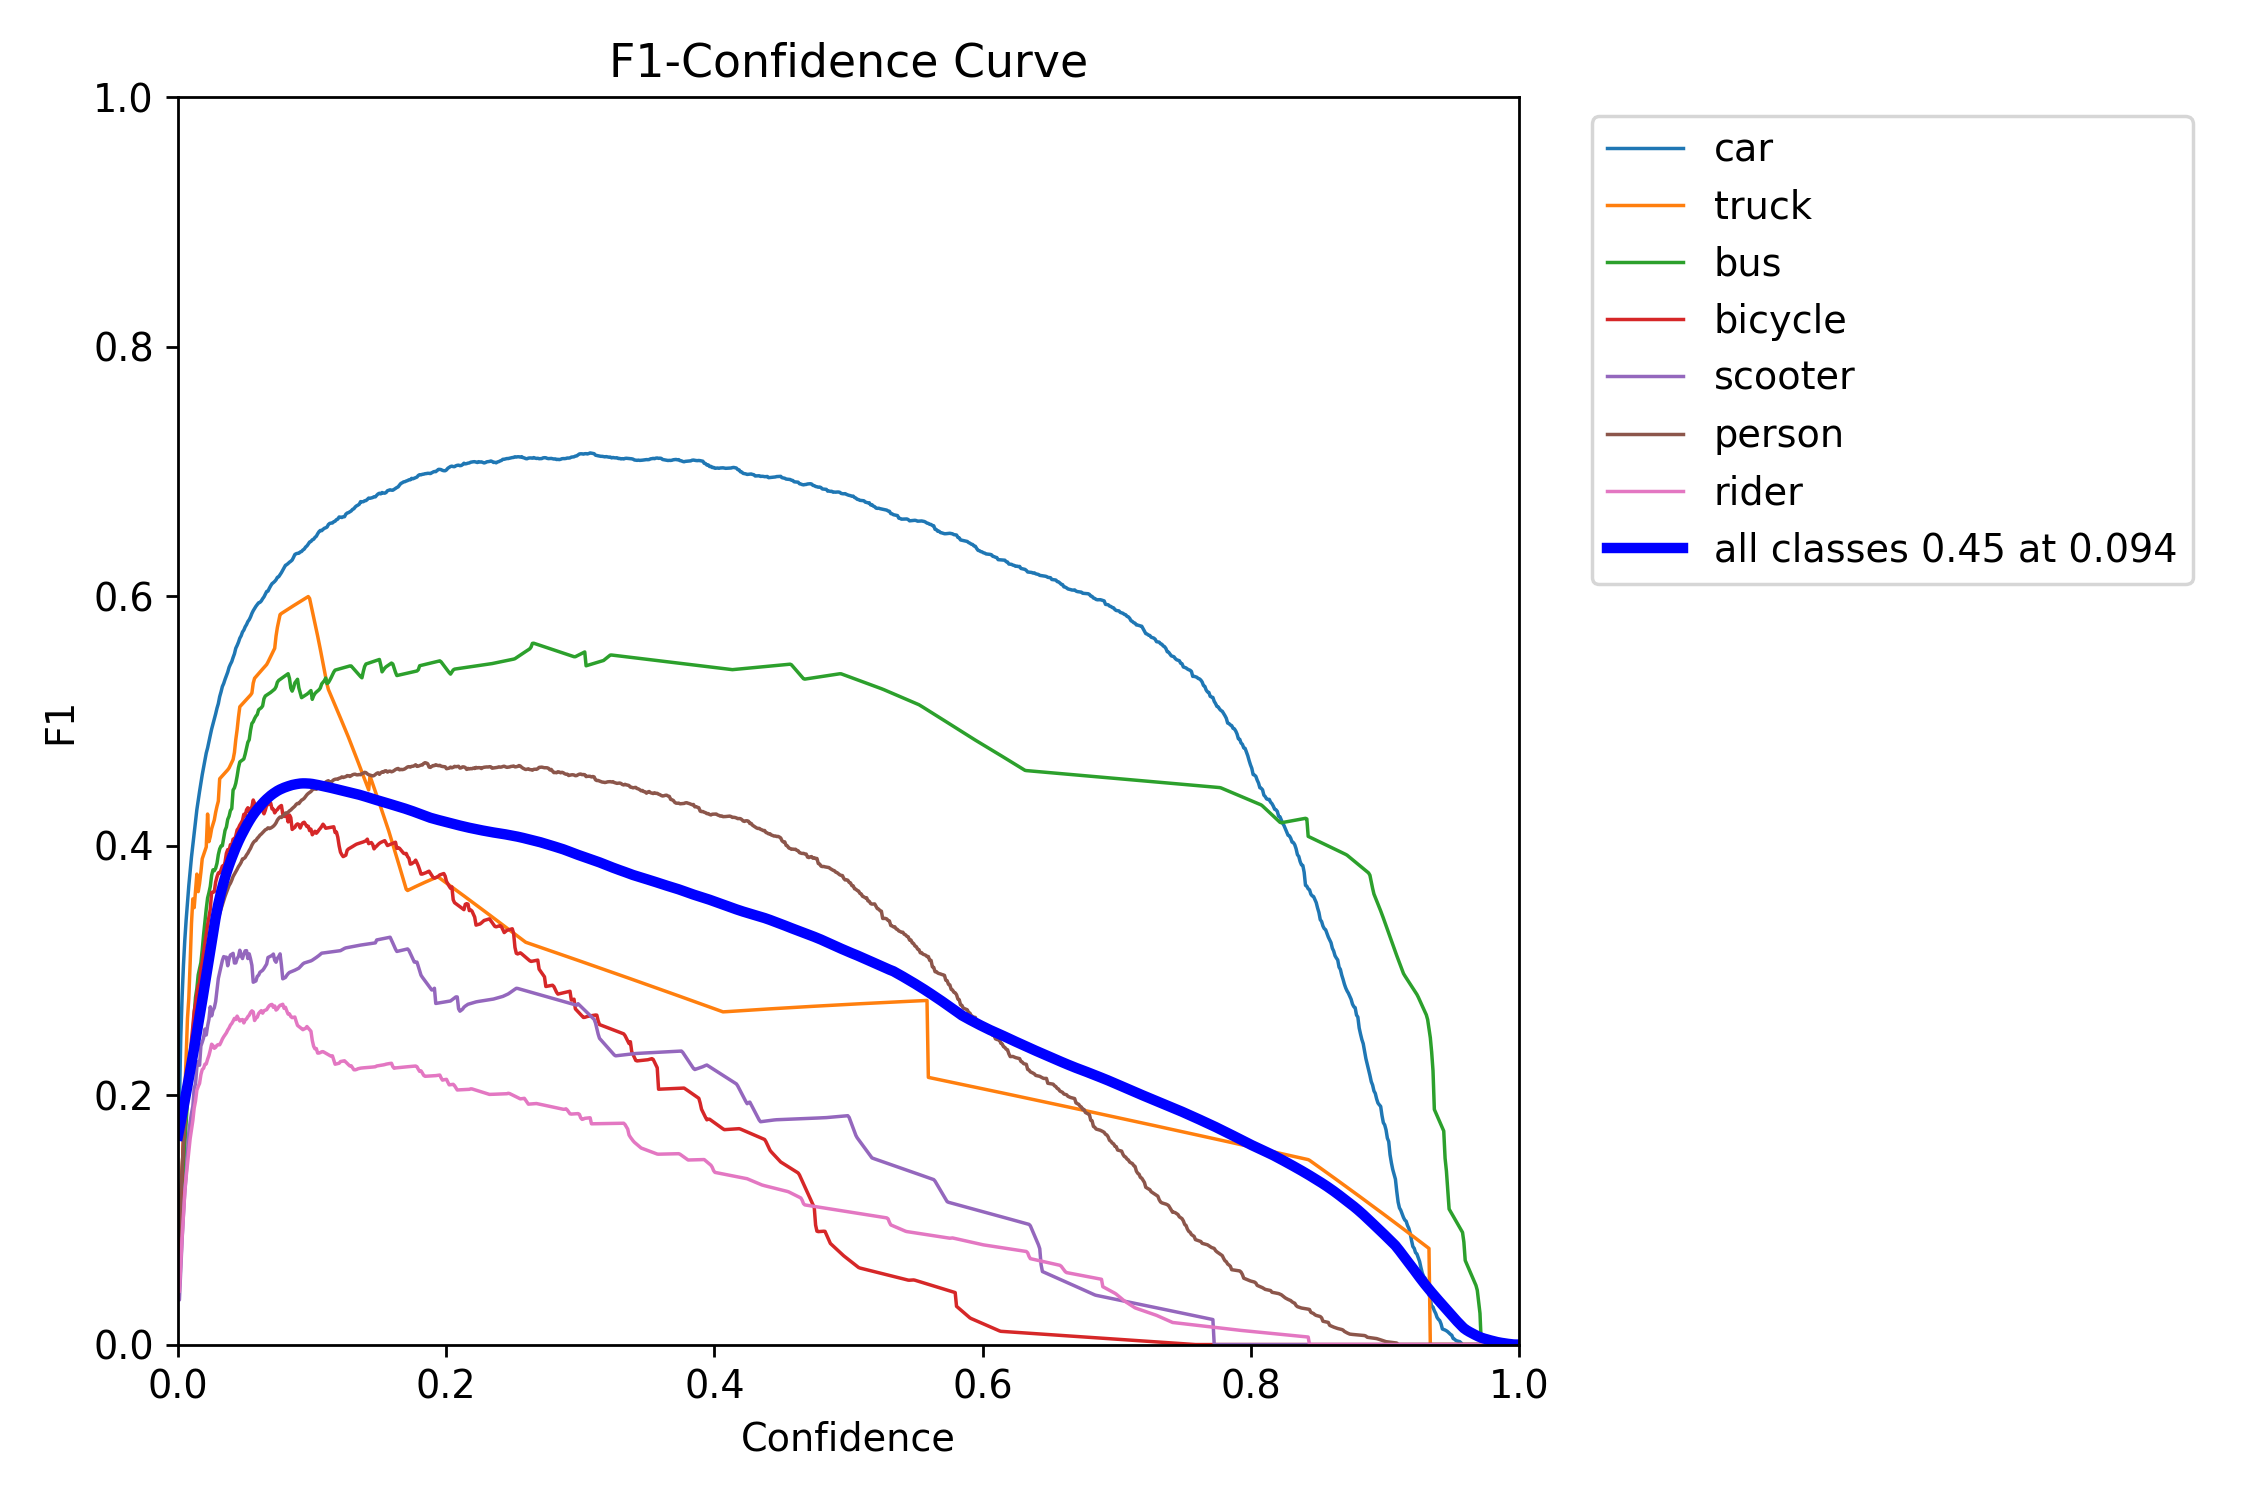 F1-Confidence Curve
1.0
0.8
0.6
0.4
0.2
0.0
F1
0.0 0.2 0.4 0.6 0.8 1.0
Confidence
car
truck
bus
bicycle
scooter
person
rider
all classes 0.45 at 0.094